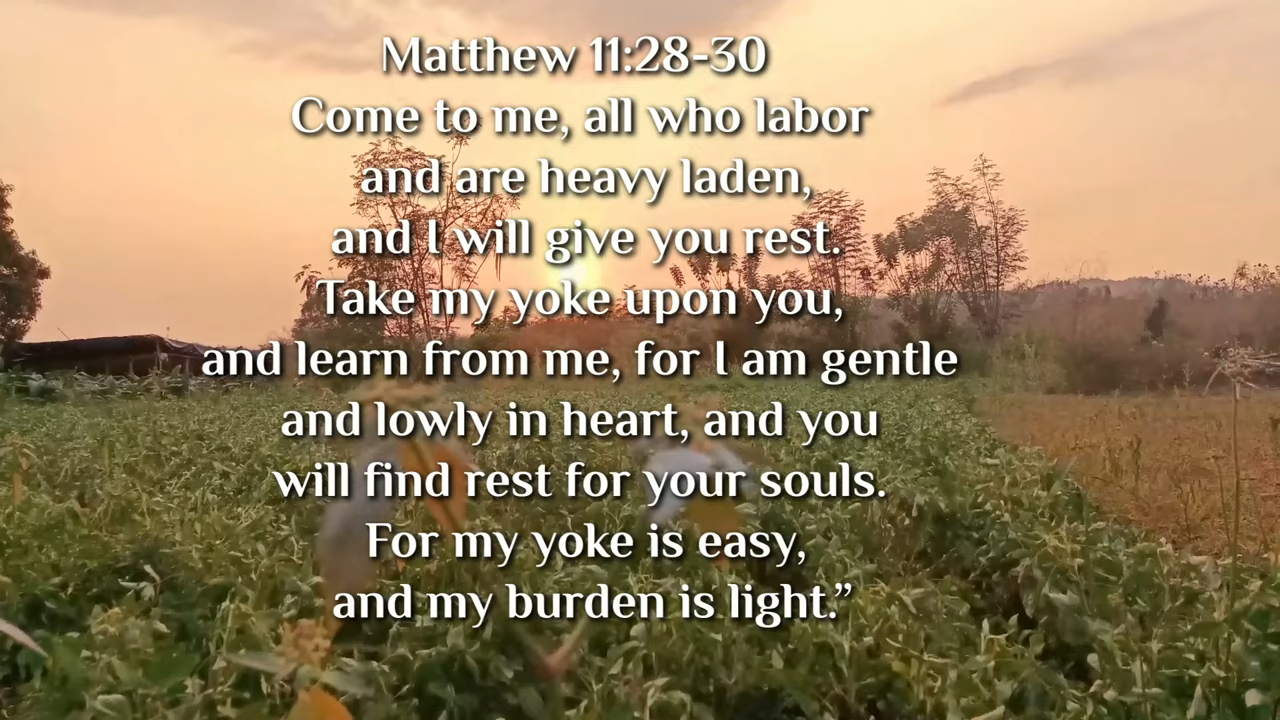 Matthew 11:28-30
Come to me, all who labor
and are heavy laden,
and I will give you rest.
Take my yoke upon you,
and learn from me, for I am gentle
and lowly in heart, and you
will find rest for your souls.
For my yoke is easy,
and my burden is light.”